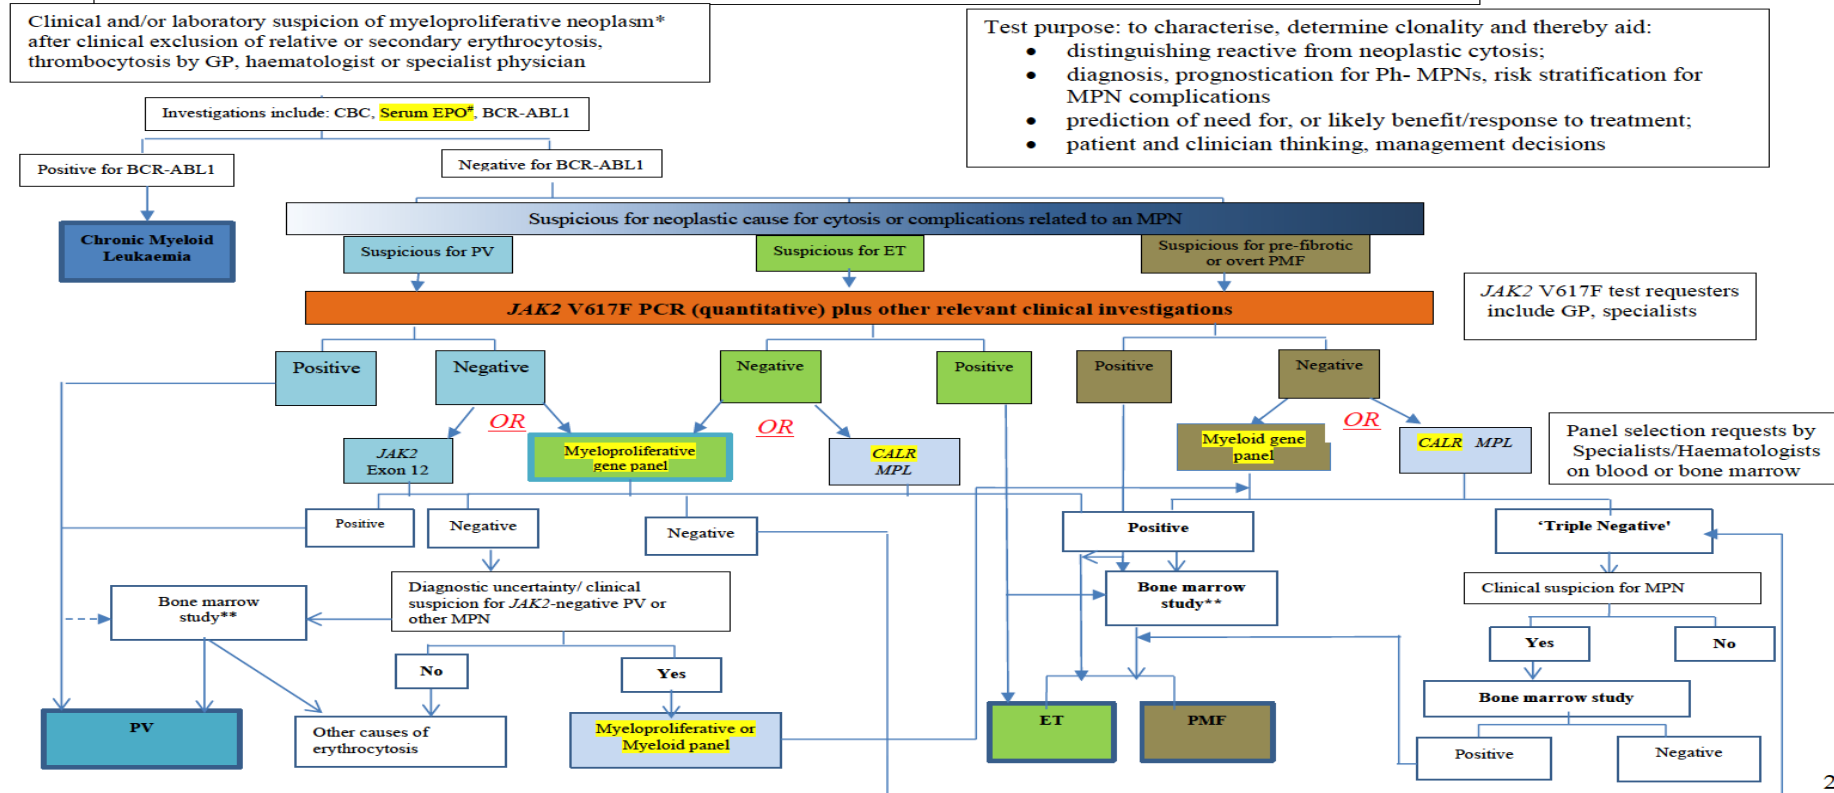 Clinical and/or laboratory suspicion of myeloproliferative neoplasm*
after clinical exclusion of relative or secondary erythrocytosis,
thrombocytosis by GP, haematologist or specialist physician
Test purpose: to characterise, determine clonality and thereby aid:
• distinguishing reactive from neoplastic cytosis;
• diagnosis, prognostication for Ph- MPNs, risk stratification for
MPN complications
• prediction of need for, or likely benefit/response to treatment;
• patient and clinician thinking, management decisions
Investigations include: CBC, Serum EPO#, BCR-ABL1
Positive for BCR-ABL1
Negative for BCR-ABL1
Chronic Myeloid
Leukaemia
Suspicious for neoplastic cause for cytosis or complications related to an MPN
Suspicious for PV
Suspicious for ET
Suspicious for pre-fibrotic
or overt PMF
JAK2 V617F PCR (quantitative) plus other relevant clinical investigations
JAK2 V617F test requesters
include GP, specialists
Positive
Negative
Negative
Positive
Positive
Negative
OR
OR
OR
JAK2
Exon 12
Myeloproliferative
gene panel
CALR
MPL
Myeloid gene
panel
CALR MPL
Panel selection requests by
Specialists/Haematologists
on blood or bone marrow
Positive
Negative
Negative
Positive
‘Triple Negative'
Bone marrow
study**
Diagnostic uncertainty/ clinical
suspicion for JAK2-negative PV or
other MPN
Bone marrow
study**
Clinical suspicion for MPN
No
Yes
Yes
No
Bone marrow study
PV
Other causes of
erythrocytosis
Myeloproliferative or
Myeloid panel
ET
PMF
Positive
Negative
2